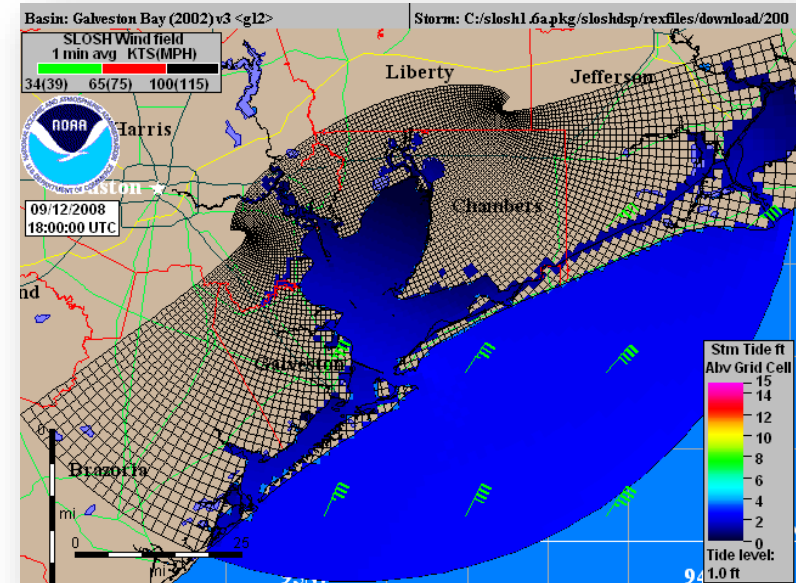 Basin: Galveston Bay (2002) v3 <gl2>
Storm: C:/slosh1.6a.pkg/sloshdsp/rexfiles/download/200
SLOSH Wind field
1 min avg KTS(MPH)
34(39) 65(75) 100(115)
Liberty
Jefferson
NOAA
Harris
09/12/2008
18:00:00 UTC
Chambers
Galveston
Brazoria
mi
0 25
mi
Stm Tide ft
Abv Grid Cell
15
14
12
10
8
6
4
2
0
Tide level:
1.0 ft